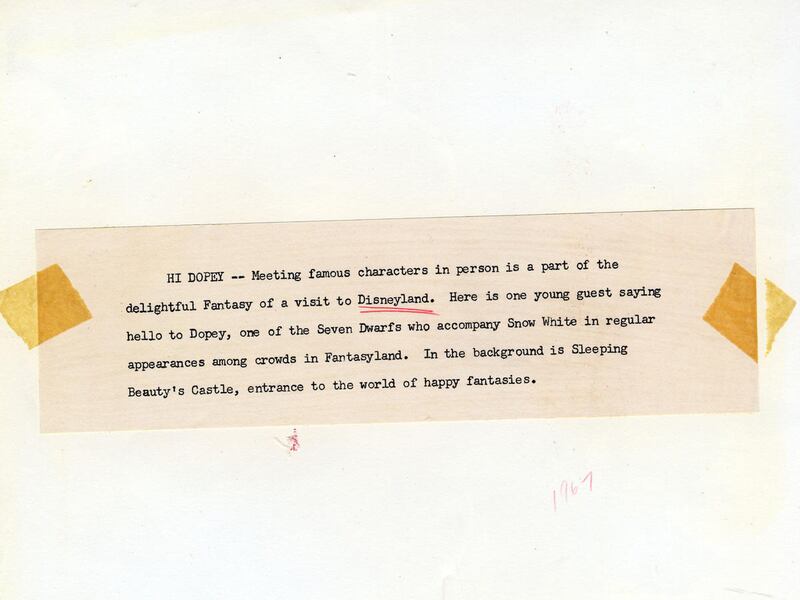 HI DOPEY -- Meeting famous characters in person is a part of the
delightful Fantasy of a visit to Disneyland. Here is one young guest saying
hello to Dopey, one of the Seven Dwarfs who accompany Snow White in regular
appearances among crowds in Fantasyland. In the background is Sleeping
Beauty's Castle, entrance to the world of happy fantasies.
1967